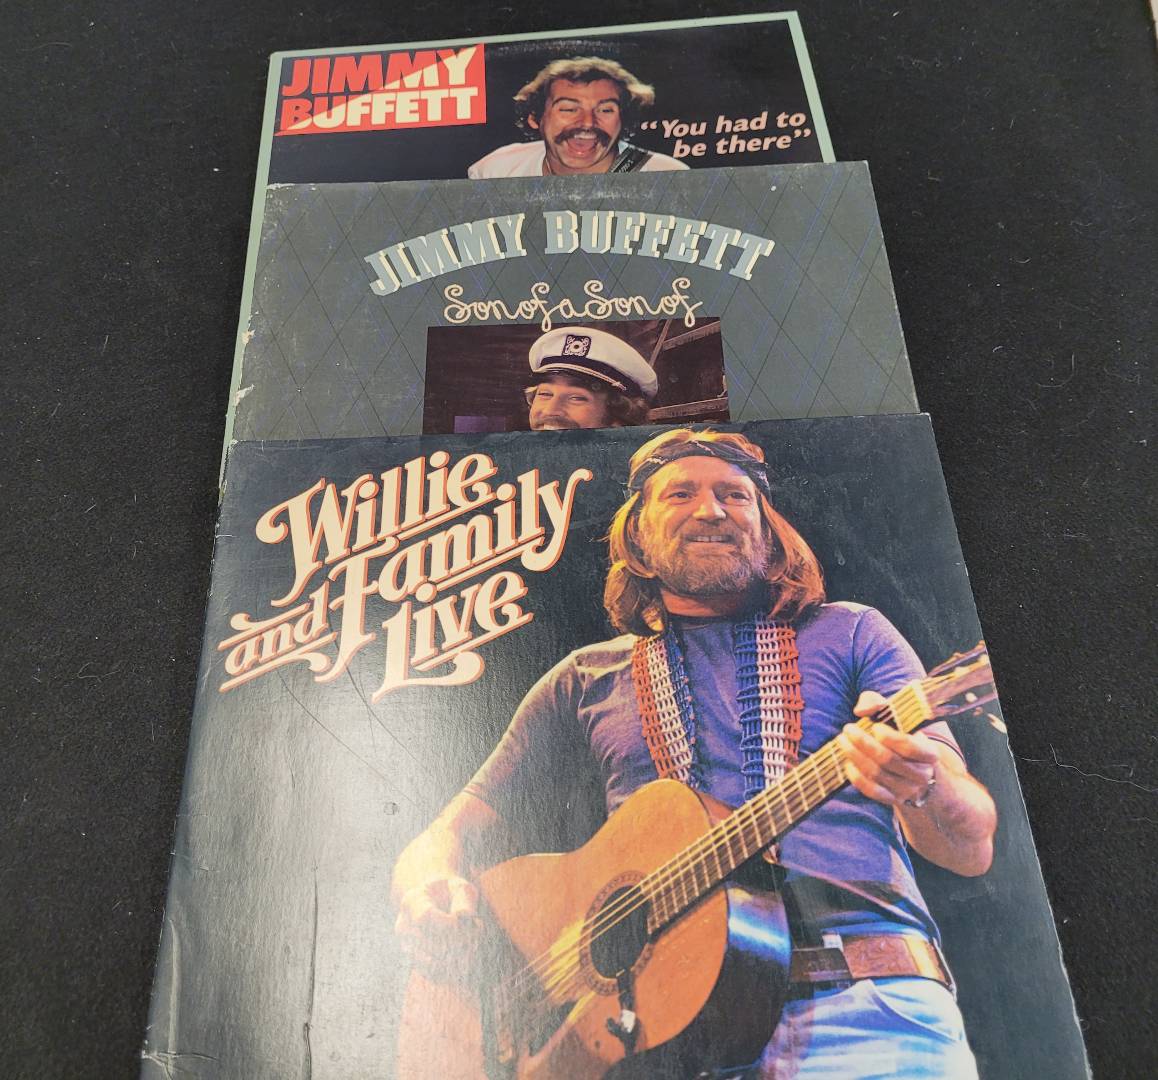 JIMMY
BUFFETT
“You had to
be there”
JIMMY BUFFETT
Son of a Son of
Willie
and Family
Live